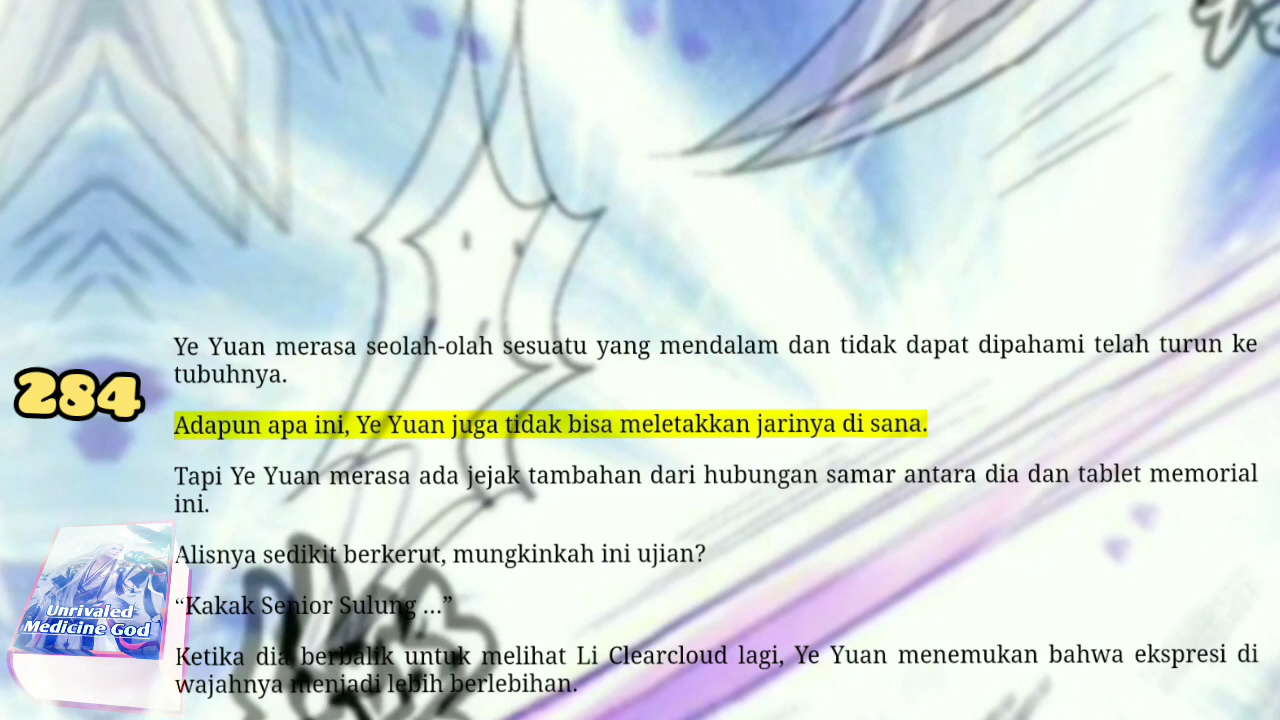 Ye Yuan merasa seolah-olah sesuatu yang mendalam dan tidak dapat dipahami telah turun ke
tubuhnya.
284
Adapun apa ini, Ye Yuan juga tidak bisa meletakkan jarinya di sana.
Tapi Ye Yuan merasa ada jejak tambahan dari hubungan samar antara dia dan tablet memorial
ini.
Alisnya sedikit berkerut, mungkinkah ini ujian?
“Kakak Senior Sulung ...”
Unrivaled
Medicine God
Ketika dia berbalik untuk melihat Li Clearcloud lagi, Ye Yuan menemukan bahwa ekspresi di
wajahnya menjadi lebih berlebihan.